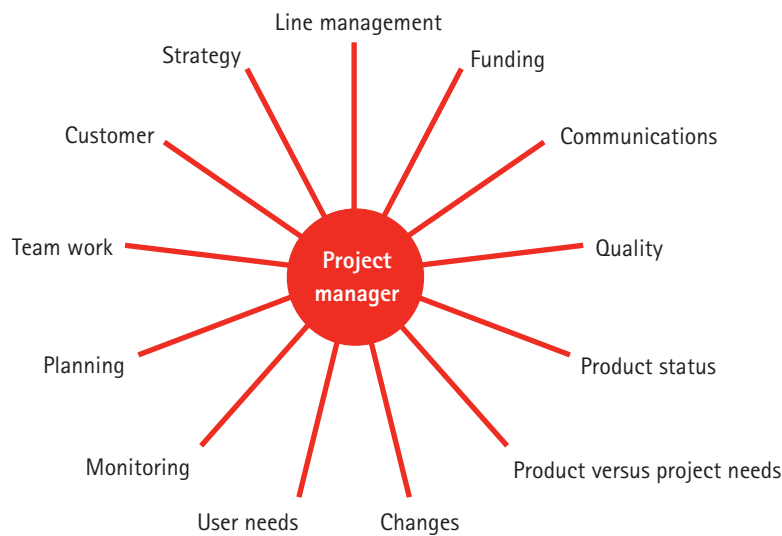 Line management
Strategy
Funding
Customer
Communications
Team work
Quality
Project
manager
Planning
Product status
Monitoring
Product versus project needs
User needs
Changes